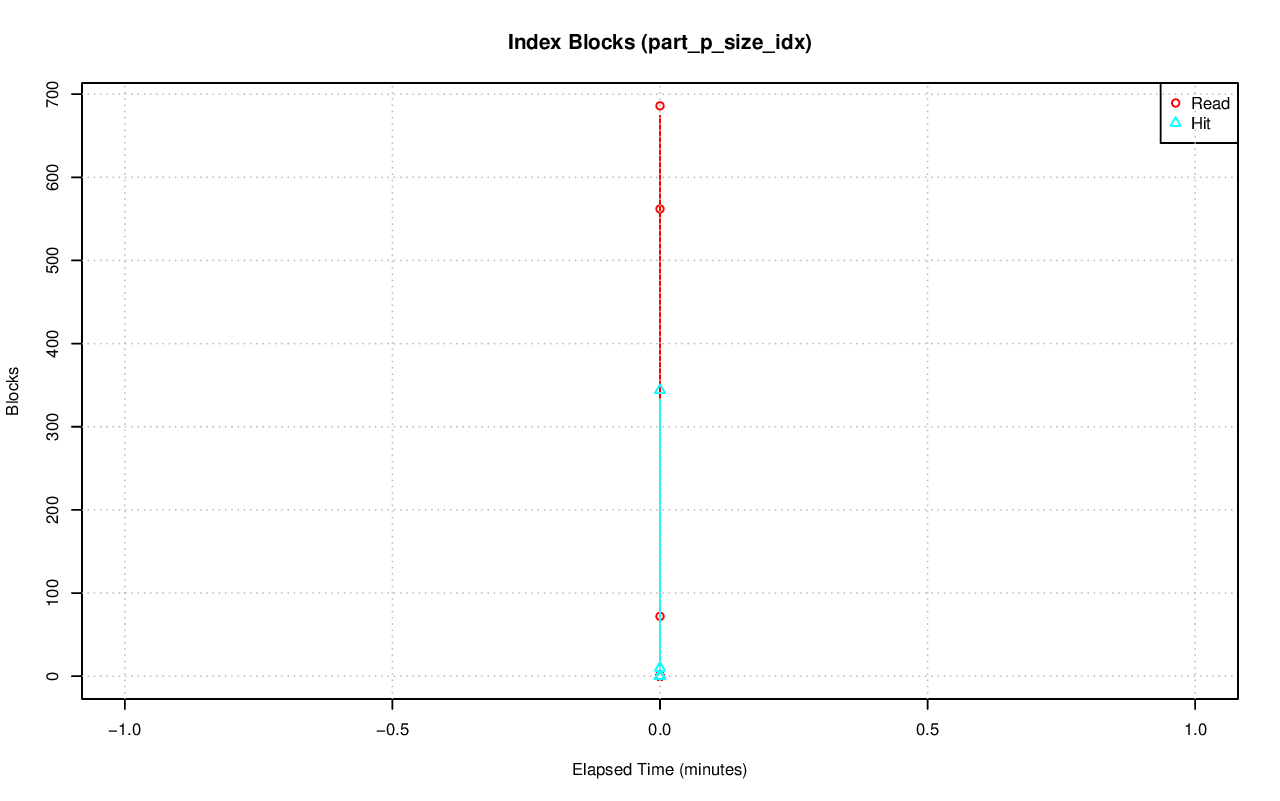 Index Blocks (part_p_size_idx)
Read
Hit
700
600
500
400
300
200
100
0
Blocks
−1.0
−0.5
0.0
0.5
1.0
Elapsed Time (minutes)